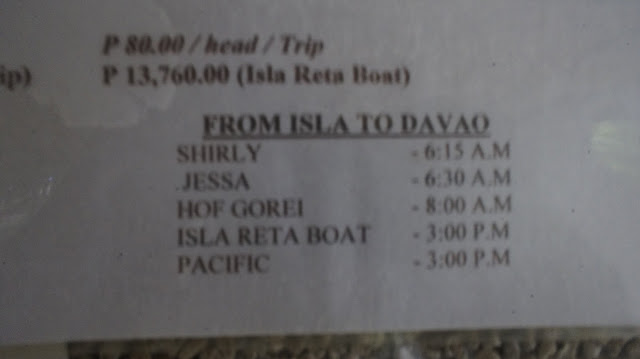 ₱ 80.00 / head / Trip
ip) ₱ 13,760.00 (Isla Reta Boat)
FROM ISLA TO DAVAO
SHIRLY - 6:15 A.M
JESSA - 6:30 A.M
HOF GOREI - 8:00 A.M
ISLA RETA BOAT - 3:00 P.M
PACIFIC - 3:00 P.M